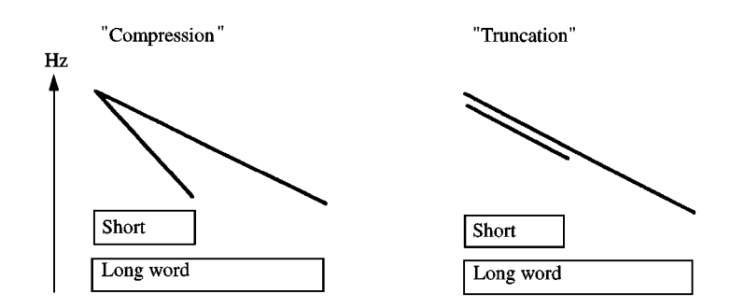 "Compression"
"Truncation"
Hz
Short
Long word
Short
Long word